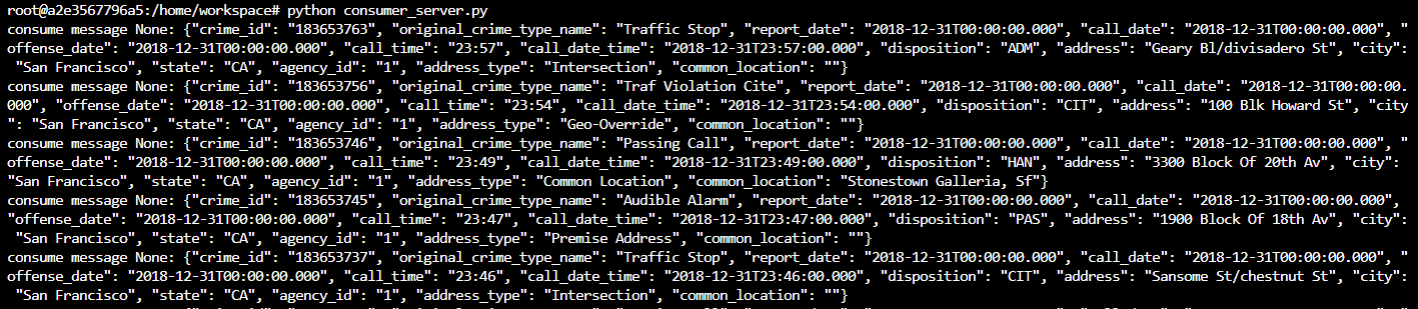 root@a2e3567796a5:/home/workspace# python consumer_server.py
consume message None: {"crime_id": "183653763", "original_crime_type_name": "Traffic Stop", "report_date": "2018-12-31T00:00:00.000", "call_date": "2018-12-31T00:00:00.000", "
offense_date": "2018-12-31T00:00:00.000", "call_time": "23:57", "call_date_time": "2018-12-31T23:57:00.000", "disposition": "ADM", "address": "Geary Bl/divisadero St", "city":
 "San Francisco", "state": "CA", "agency_id": "1", "address_type": "Intersection", "common_location": ""}
consume message None: {"crime_id": "183653756", "original_crime_type_name": "Traf Violation Cite", "report_date": "2018-12-31T00:00:00.000", "call_date": "2018-12-31T00:00:00.
000", "offense_date": "2018-12-31T00:00:00.000", "call_time": "23:54", "call_date_time": "2018-12-31T23:54:00.000", "disposition": "CIT", "address": "100 Blk Howard St", "city
": "San Francisco", "state": "CA", "agency_id": "1", "address_type": "Geo-Override", "common_location": ""}
consume message None: {"crime_id": "183653746", "original_crime_type_name": "Passing Call", "report_date": "2018-12-31T00:00:00.000", "call_date": "2018-12-31T00:00:00.000", "
offense_date": "2018-12-31T00:00:00.000", "call_time": "23:49", "call_date_time": "2018-12-31T23:49:00.000", "disposition": "HAN", "address": "3300 Block Of 20th Av", "city":
"San Francisco", "state": "CA", "agency_id": "1", "address_type": "Common Location", "common_location": "Stonestown Galleria, Sf"}
consume message None: {"crime_id": "183653745", "original_crime_type_name": "Audible Alarm", "report_date": "2018-12-31T00:00:00.000", "call_date": "2018-12-31T00:00:00.000",
"offense_date": "2018-12-31T00:00:00.000", "call_time": "23:47", "call_date_time": "2018-12-31T23:47:00.000", "disposition": "PAS", "address": "1900 Block Of 18th Av", "city":
 "San Francisco", "state": "CA", "agency_id": "1", "address_type": "Premise Address", "common_location": ""}
consume message None: {"crime_id": "183653737", "original_crime_type_name": "Traffic Stop", "report_date": "2018-12-31T00:00:00.000", "call_date": "2018-12-31T00:00:00.000", "
offense_date": "2018-12-31T00:00:00.000", "call_time": "23:46", "call_date_time": "2018-12-31T23:46:00.000", "disposition": "CIT", "address": "Sansome St/chestnut St", "city":
 "San Francisco", "state": "CA", "agency_id": "1", "address_type": "Intersection", "common_location": ""}